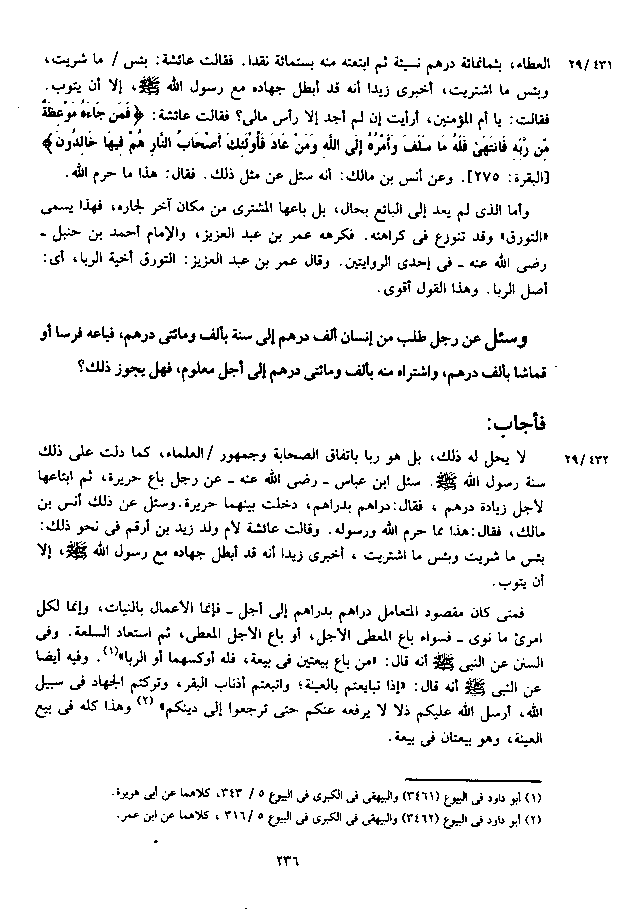 ٢٩/٤٣١ العطاء، بثمانمائة درهم نسيئة ثم ابتعته منه بستمائة نقدا. فقالت عائشة: بئس / ما شريت،
وبئس ما اشتريت، أخبرى زيدا أنه قد أبطل جهاده مع رسول الله ﷺ، إلا أن يتوب.
فقالت: يا أم المؤمنين، أرأيت إن لم أجد إلا رأس مالى؟ فقالت عائشة: ﴿ فَمَن جَاءَهُ مَوْعِظَةٌ
مِّن رَّبِّهِ فَانتَهَىٰ فَلَهُ مَا سَلَفَ وَأَمْرُهُ إِلَى اللَّهِ وَمَنْ عَادَ فَأُوْلَئِكَ أَصْحَابُ النَّارِ هُمْ فِيهَا خَالِدُونَ ﴾
[البقرة: ٢٧٥]. وعن أنس بن مالك: أنه سئل عن مثل ذلك. فقال: هذا ما حرم الله.
وأما الذى لم يعد إلى البائع بحال، بل باعها المشترى من مكان آخر لجاره، فهذا يسمى
«التورق» وقد تنوزع فى كراهته. فكرهه عمر بن عبد العزيز، والإمام أحمد بن حنبل ـ
رضى الله عنه ـ فى إحدى الروايتين. وقال عمر بن عبد العزيز: التورق أخية الربا، أى:
أصل الربا. وهذا القول أقوى.
وسئل عن رجل طلب من إنسان ألف درهم إلى سنة بألف ومائتى درهم، فباعه فرسا أو
قماشا بألف درهم، واشتراه منه بألف ومائتى درهم إلى أجل معلوم، فهل يجوز ذلك؟
فأجاب:
٢٩/٤٣٢ لا يحل له ذلك، بل هو ربا باتفاق الصحابة وجمهور /العلماء، كما دلت على ذلك
سنة رسول الله ﷺ. سئل ابن عباس ـ رضى الله عنه ـ عن رجل باع حريرة، ثم ابتاعها
لأجل زيادة درهم ، فقال: دراهم بدراهم، دخلت بينهما حريرة. وسئل عن ذلك أنس بن
مالك، فقال: هذا مما حرم الله ورسوله. وقالت عائشة لأم ولد زيد بن أرقم فى نحو ذلك:
بئس ما شريت وبئس ما اشتريت ، أخبرى زيدا أنه قد أبطل جهاده مع رسول الله ﷺ، إلا
أن يتوب.
فمتى كان مقصود المتعامل دراهم بدراهم إلى أجل ـ فإنما الأعمال بالنيات، وإنما لكل
امرئ ما نوى ـ فسواء باع المعطى الأجل، أو باع الأجل المعطى، ثم استعاد السلعة. وفى
السنن عن النبى ﷺ أنه قال: «من باع بيعتين فى بيعة، فله أوكسهما أو الربا»(١). وفيه أيضا
عن النبى ﷺ أنه قال: «إذا تبايعتم بالعينة؛ واتبعتم أذناب البقر، وتركتم الجهاد فى سبيل
الله، أرسل الله عليكم ذلا لا يرفعه عنكم حتى ترجعوا إلى دينكم» (٢) وهذا كله فى بيع
العينة، وهو بيعتان فى بيعة.
(١) أبو داود فى البيوع (٣٤٦١) والبيهقى فى الكبرى فى البيوع ٥ / ٣٤٣، كلاهما عن أبى هريرة.
(٢) أبو داود فى البيوع (٣٤٦٢) والبيهقى فى الكبرى فى البيوع ٥ /٣١٦ ، كلاهما عن ابن عمر.
٢٣٦